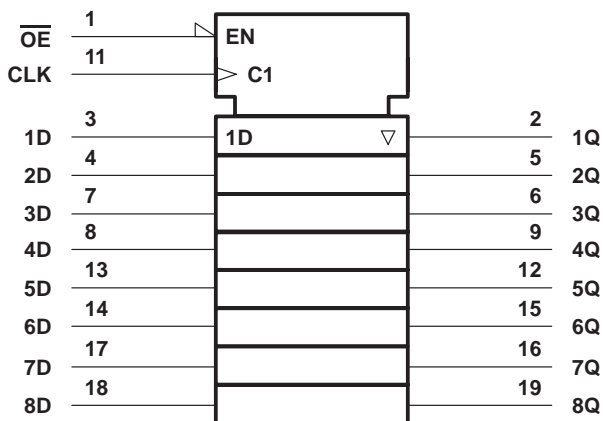 1
O̅E̅ EN
11
CLK C1
3 2
1D 1D 1Q
4 5
2D 2Q
7 6
3D 3Q
8 9
4D 4Q
13 12
5D 5Q
14 15
6D 6Q
17 16
7D 7Q
18 19
8D 8Q